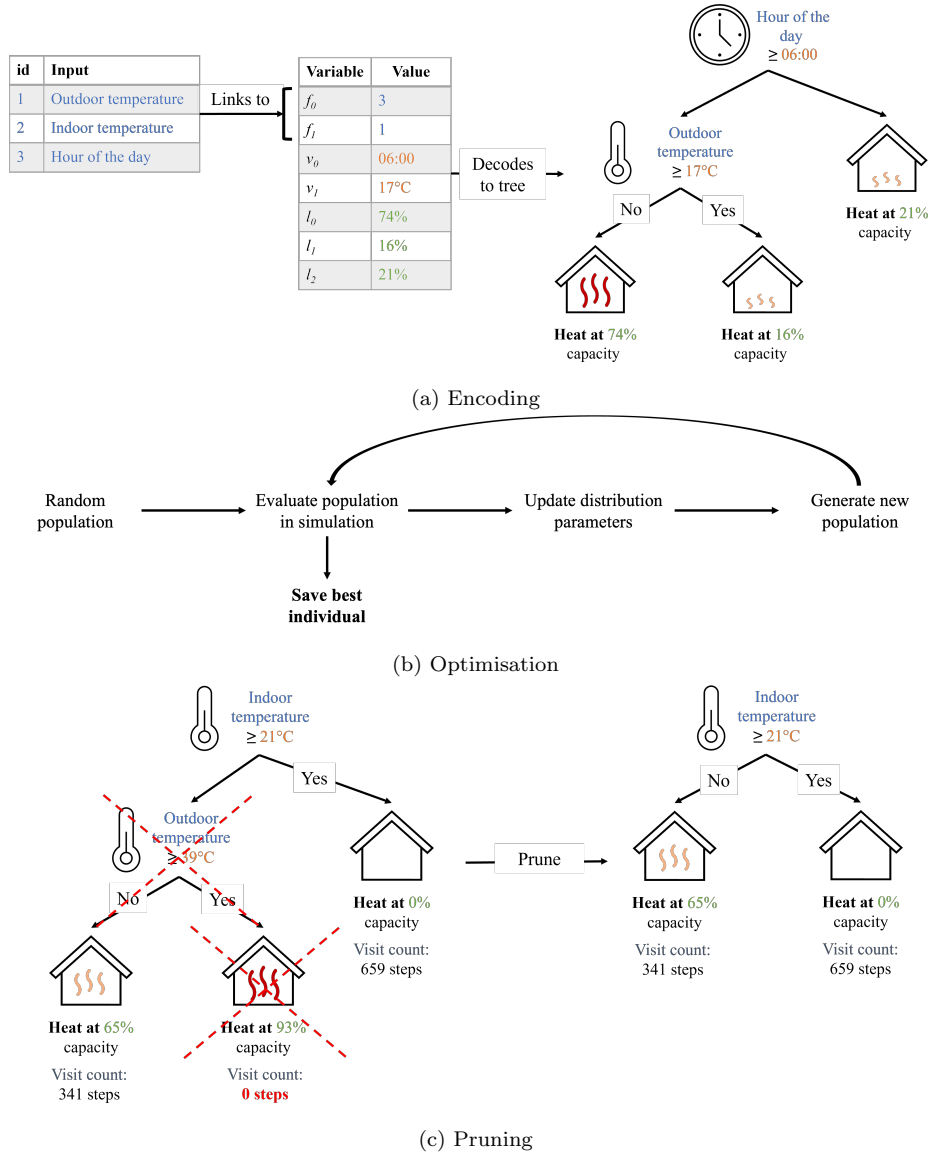 id Input
1 Outdoor temperature
2 Indoor temperature
3 Hour of the day
Links to
Variable Value
f0 3
f1 1
v0 06:00
v1 17°C
l0 74%
l1 16%
l2 21%
Decodes
to tree
Hour of the
day
≥ 06:00
Outdoor
temperature
≥ 17°C
No
Yes
Heat at 21%
capacity
Heat at 74%
capacity
Heat at 16%
capacity
(a) Encoding
Random
population
Evaluate population
in simulation
Update distribution
parameters
Generate new
population
Save best
individual
(b) Optimisation
Indoor
temperature
≥ 21°C
Yes
Outdoor
temperature
≥ 39°C
No
Yes
Heat at 0%
capacity
Visit count:
659 steps
Heat at 65%
capacity
Visit count:
341 steps
Heat at 93%
capacity
Visit count:
0 steps
Prune
Indoor
temperature
≥ 21°C
No
Yes
Heat at 65%
capacity
Visit count:
341 steps
Heat at 0%
capacity
Visit count:
659 steps
(c) Pruning